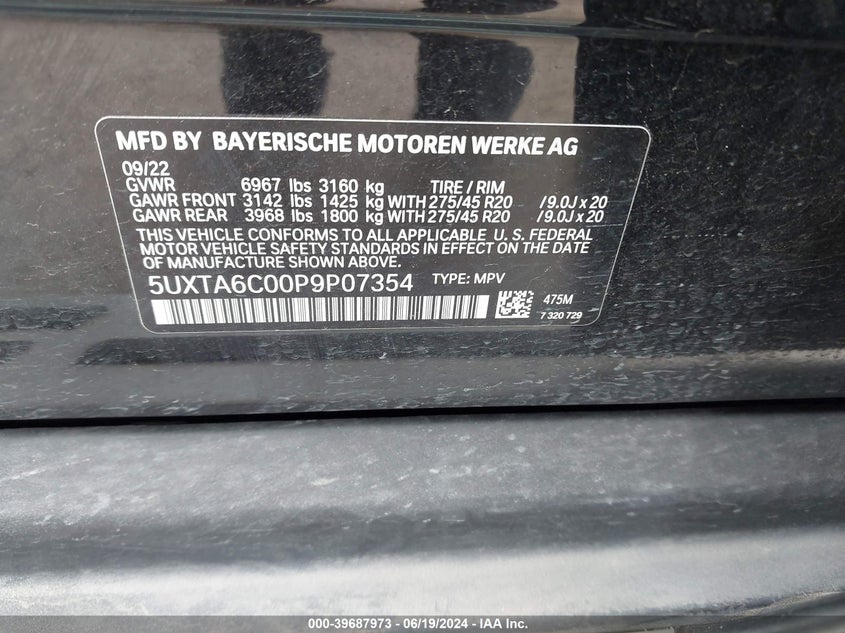 MFD BY BAYERISCHE MOTOREN WERKE AG
09/22
GVWR 6967 lbs 3160 kg TIRE / RIM
GAWR FRONT 3142 lbs 1425 kg WITH 275/45 R20 /9.0J x 20
GAWR REAR 3968 lbs 1800 kg WITH 275/45 R20 /9.0J x 20
THIS VEHICLE CONFORMS TO ALL APPLICABLE U. S. FEDERAL
MOTOR VEHICLE SAFETY STANDARDS IN EFFECT ON THE DATE
OF MANUFACTURE SHOWN ABOVE.
5UXTA6C00P9P07354 TYPE: MPV
475M
7 320 729
000-39687973 - 06/19/2024 - IAA Inc.